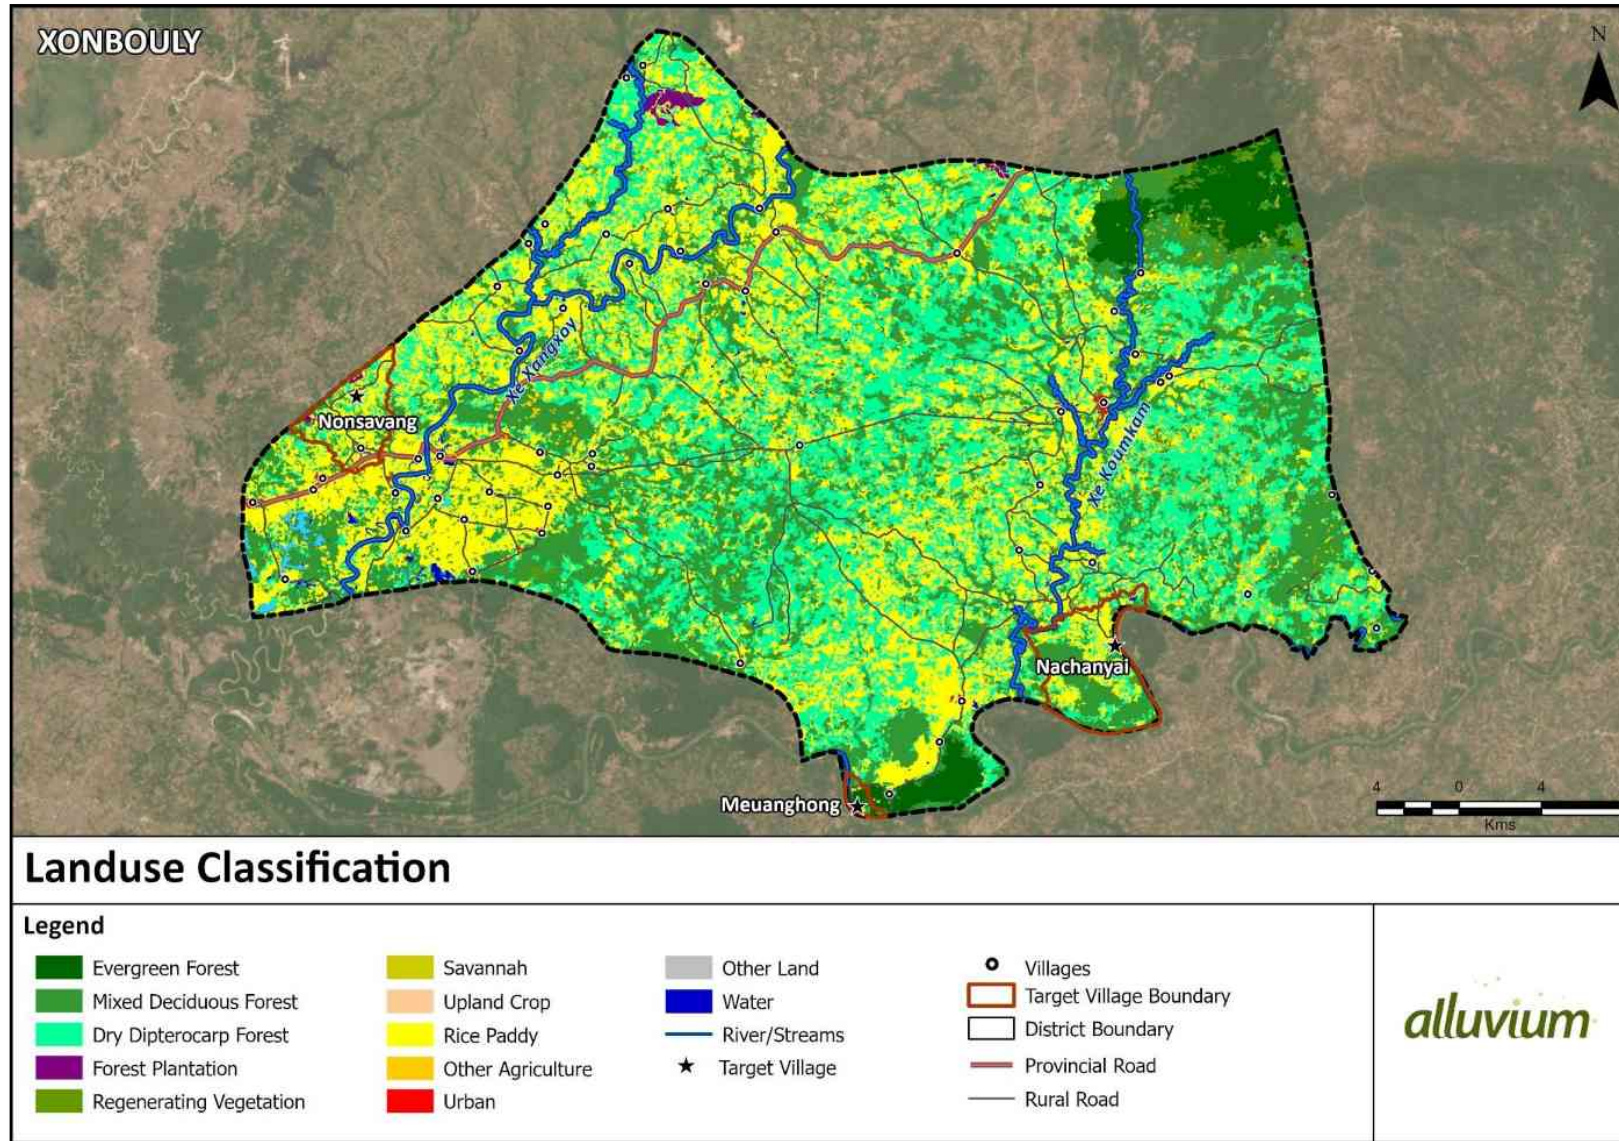 XONBOULY
N
Xe Xangxoy
Nonsavang
Xe Koumkam
Nachanyai
Meuanghong
4 0 4
Kms
Landuse Classification
Legend
Evergreen Forest
Mixed Deciduous Forest
Dry Dipterocarp Forest
Forest Plantation
Regenerating Vegetation
Savannah
Upland Crop
Rice Paddy
Other Agriculture
Urban
Other Land
Water
River/Streams
Target Village
Villages
Target Village Boundary
District Boundary
Provincial Road
Rural Road
alluvium